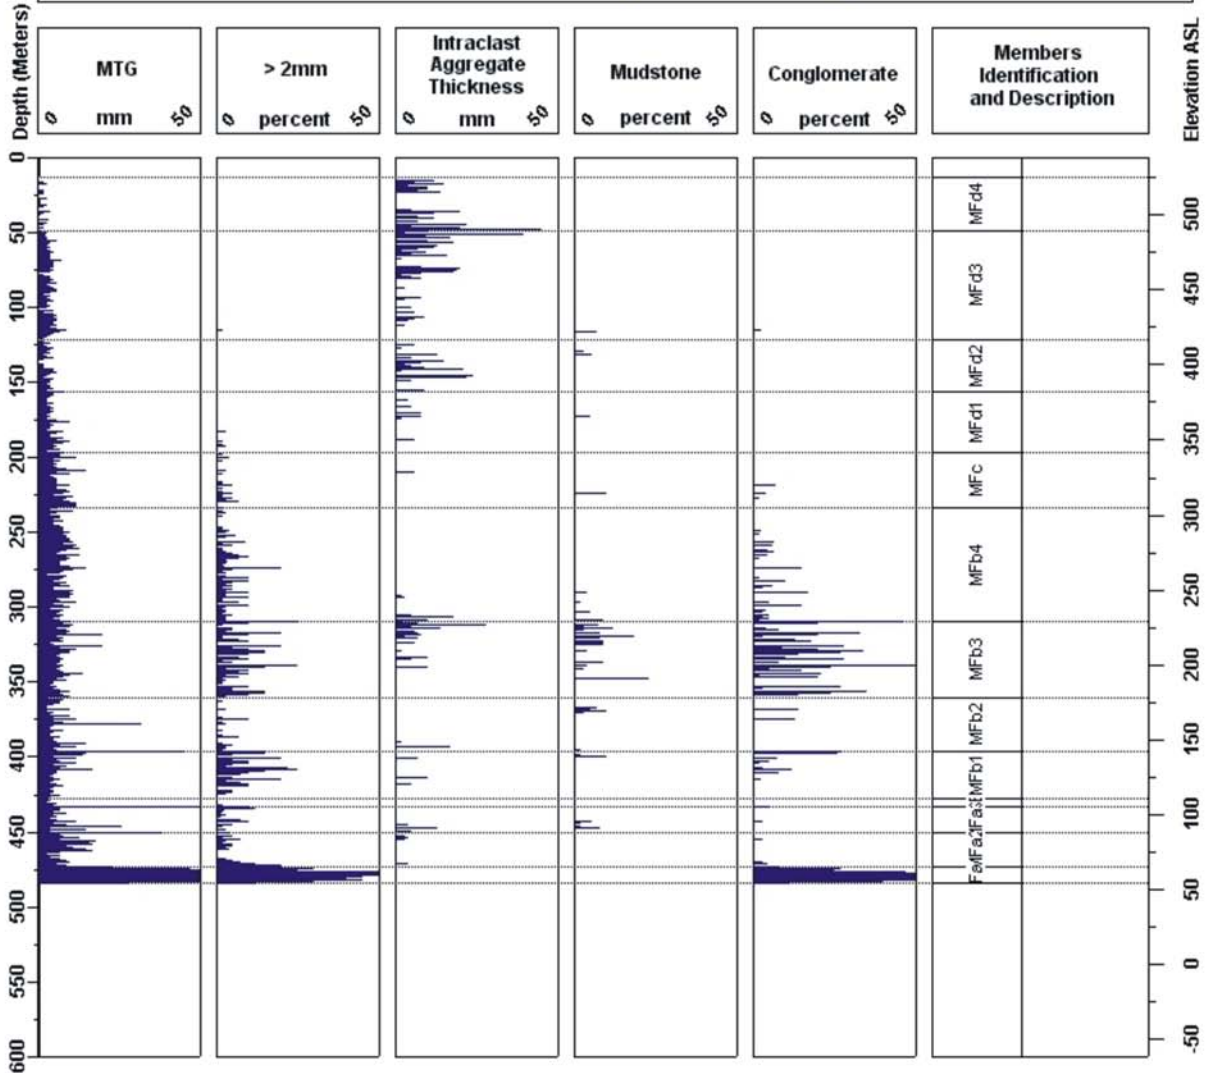 Depth (Meters)
MTG
0 mm 50
> 2mm
0 percent 50
Intraclast
Aggregate
Thickness
0 mm 50
Mudstone
0 percent 50
Conglomerate
0 percent 50
Members
Identification
and Description
Elevation ASL
0
50
100
150
200
250
300
350
400
450
500
550
600
MFd4
MFd3
MFd2
MFd1
MFc
MFb4
MFb3
MFb2
MFb1
500
450
400
350
300
250
200
150
100
50
0
-50